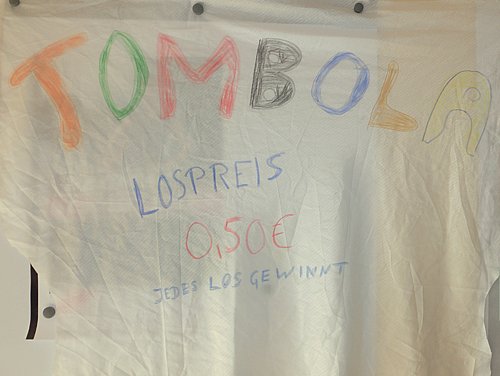 TOMBOLA
LOSPREIS
0,50€
JEDES LOS GEWINNT